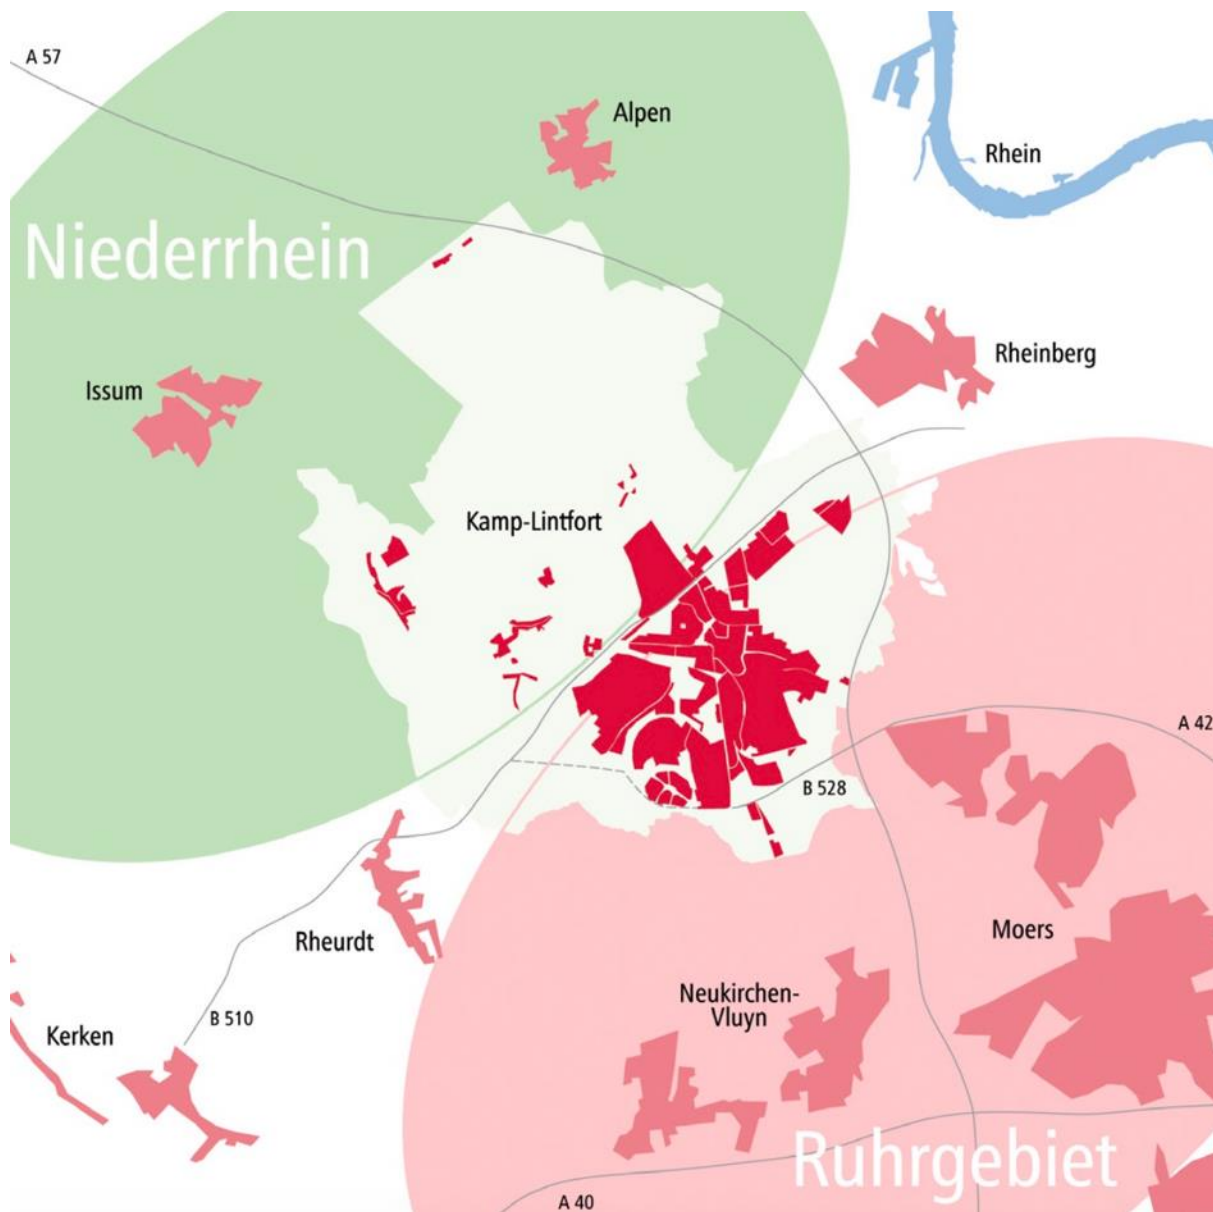 A 57
Alpen
Rhein
Niederrhein
Rheinberg
Issum
Kamp-Lintfort
A 42
B 528
Moers
Rheurdt
Neukirchen-
Vluyn
B 510
Kerken
Ruhrgebiet
A 40